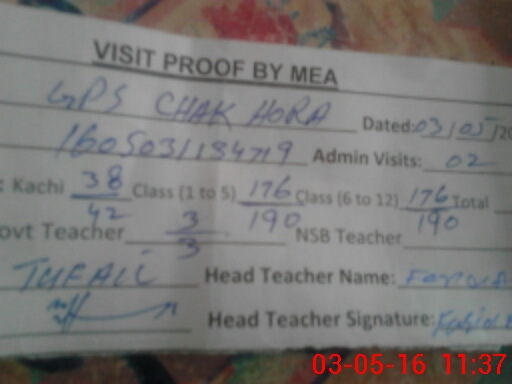 VISIT PROOF BY MEA
GPS CHAK HORA Dated: 03/05/20
Admin Visits: 02
: Kachi 38/42 Class (1 to 5) 176/190 Class (6 to 12) 176/190 Total
ovt Teacher 3/3 NSB Teacher
TUFAIL Head Teacher Name:
Head Teacher Signature:
03-05-16 11:37